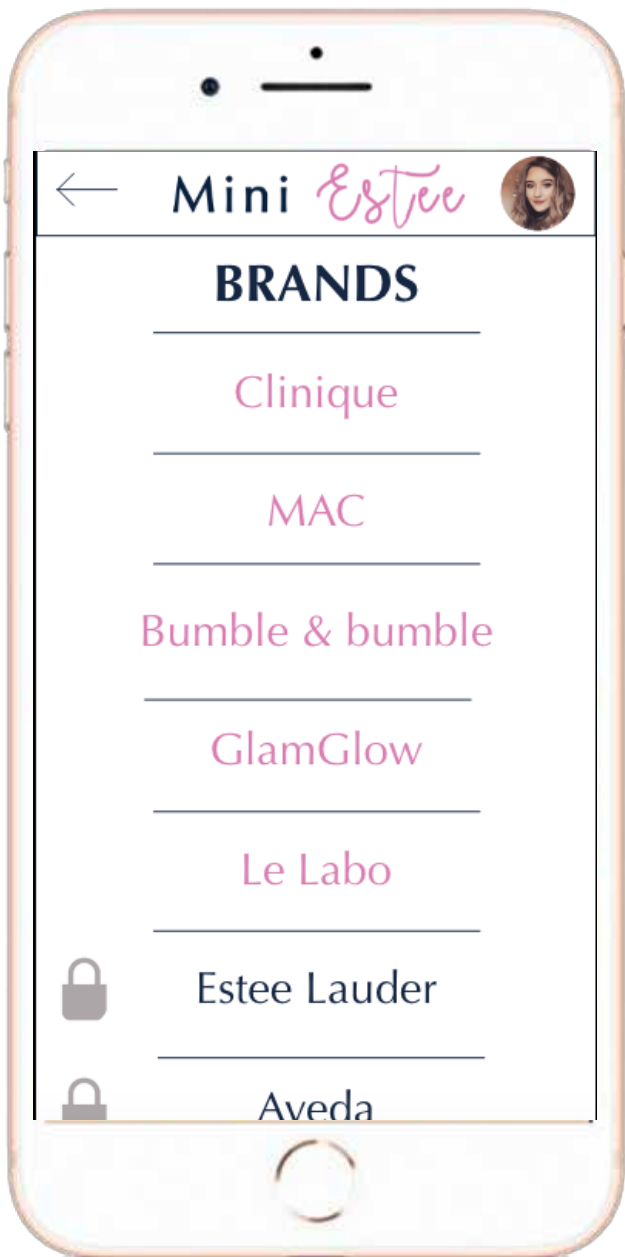 Mini Estee
BRANDS
Clinique
MAC
Bumble & bumble
GlamGlow
Le Labo
Estee Lauder
Aveda